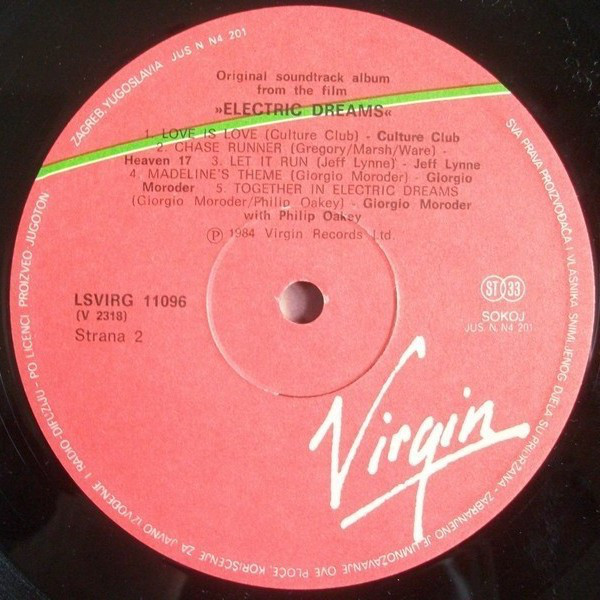 Original soundtrack album
from the film
»ELECTRIC DREAMS«
1. LOVE IS LOVE (Culture Club) - Culture Club
2. CHASE RUNNER (Gregory/Marsh/Ware) -
Heaven 17 3. LET IT RUN (Jeff Lynne) - Jeff Lynne
4. MADELINE'S THEME (Giorgio Moroder) - Giorgio
Moroder 5. TOGETHER IN ELECTRIC DREAMS
(Giorgio Moroder/Philip Oakey) - Giorgio Moroder
with Philip Oakey
Ⓟ 1984 Virgin Records Ltd.
LSVIRG 11096
(V 2318)
Strana 2
ST 33
SOKOJ
JUS. N. N4 201
Virgin
SVA PRAVA PROIZVOĐAČA I VLASNIKA SNIMLJENOG DJELA SU PRIDRŽANA - ZABRANJENO JE UMNOŽAVANJE OVE PLOČE, KORIŠĆENJE ZA JAVNO IZVOĐENJE I RADIO-DIFUZIJU - PO LICENCI PROIZVEO JUGOTON
ZAGREB, YUGOSLAVIA JUS N N4 201